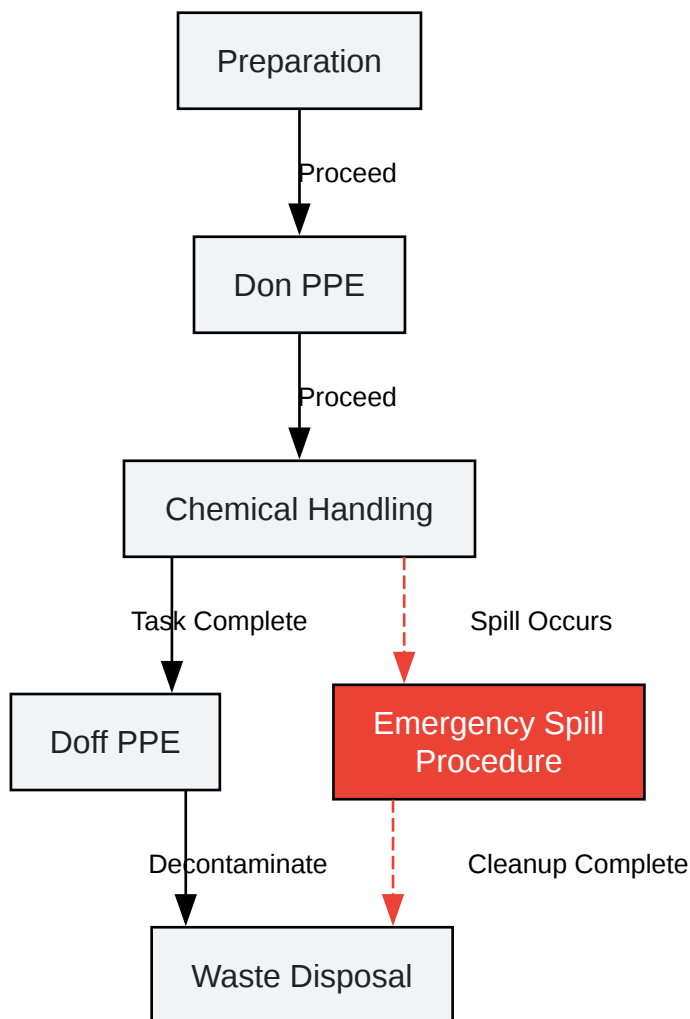 Preparation
Proceed
Don PPE
Proceed
Chemical Handling
Task Complete
Spill Occurs
Doff PPE
Emergency Spill
Procedure
Decontaminate
Cleanup Complete
Waste Disposal